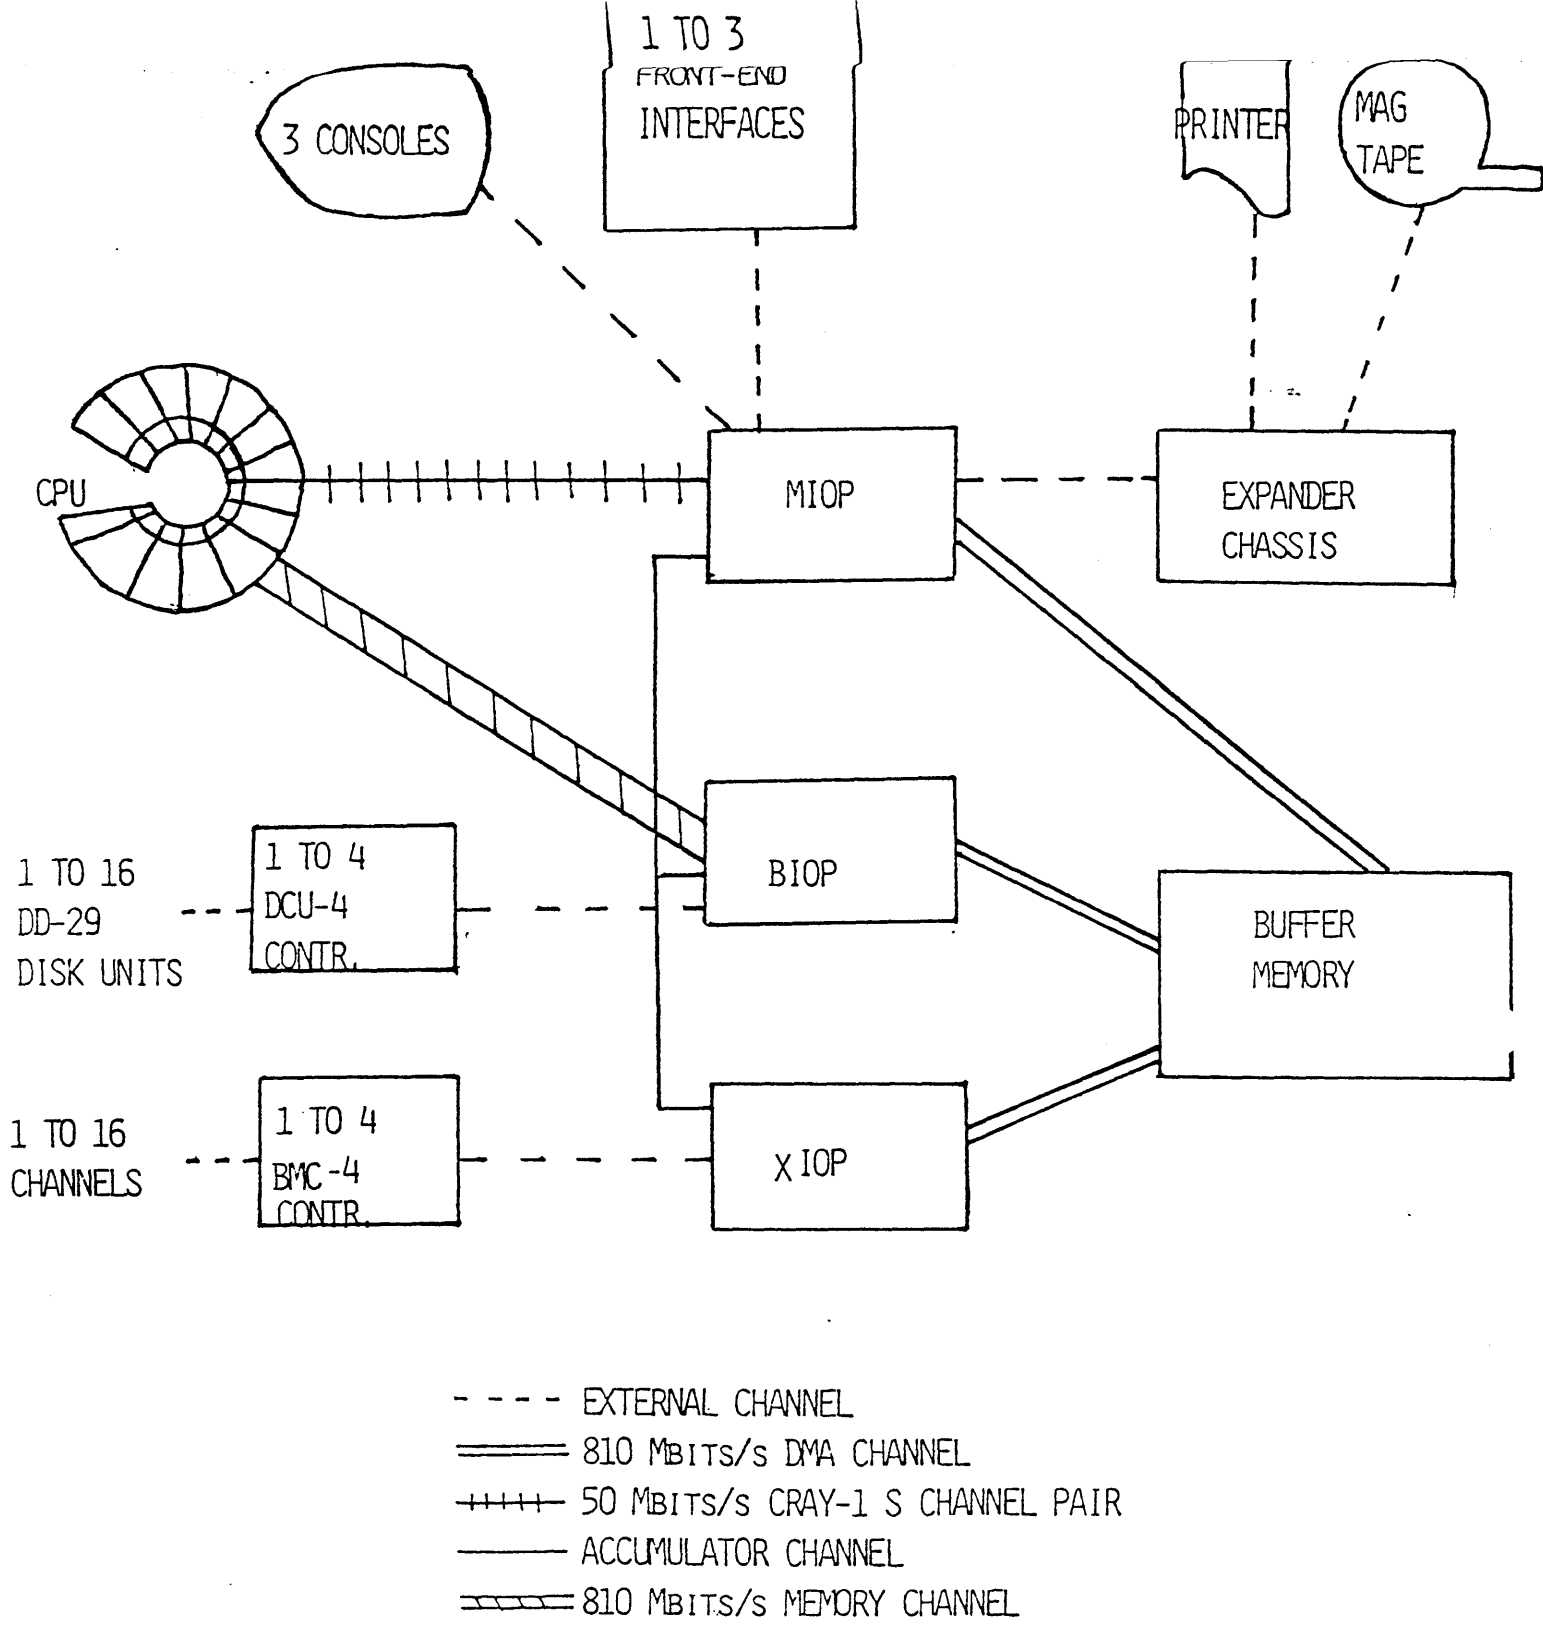 1 TO 3
FRONT-END
INTERFACES
3 CONSOLES
PRINTER
MAG
TAPE
CPU
MIOP
EXPANDER
CHASSIS
1 TO 16
DD-29
DISK UNITS
1 TO 4
DCU-4
CONTR.
BIOP
BUFFER
MEMORY
1 TO 16
CHANNELS
1 TO 4
BMC-4
CONTR.
XIOP
EXTERNAL CHANNEL
810 MBITS/S DMA CHANNEL
50 MBITS/S CRAY-1 S CHANNEL PAIR
ACCUMULATOR CHANNEL
810 MBITS/S MEMORY CHANNEL